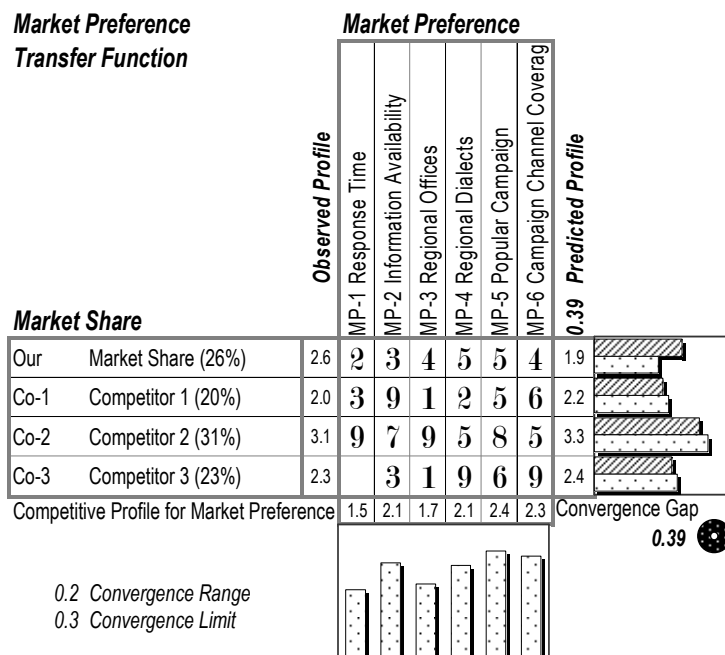 Market Preference
Transfer Function
Market Preference
Observed Profile
MP-1 Response Time
MP-2 Information Availability
MP-3 Regional Offices
MP-4 Regional Dialects
MP-5 Popular Campaign
MP-6 Campaign Channel Coverag
0.39 Predicted Profile
Market Share
Our Market Share (26%) 2.6 2 3 4 5 5 4 1.9
Co-1 Competitor 1 (20%) 2.0 3 9 1 2 5 6 2.2
Co-2 Competitor 2 (31%) 3.1 9 7 9 5 8 5 3.3
Co-3 Competitor 3 (23%) 2.3 3 1 9 6 9 2.4
Competitive Profile for Market Preference 1.5 2.1 1.7 2.1 2.4 2.3 Convergence Gap
0.39
0.2 Convergence Range
0.3 Convergence Limit